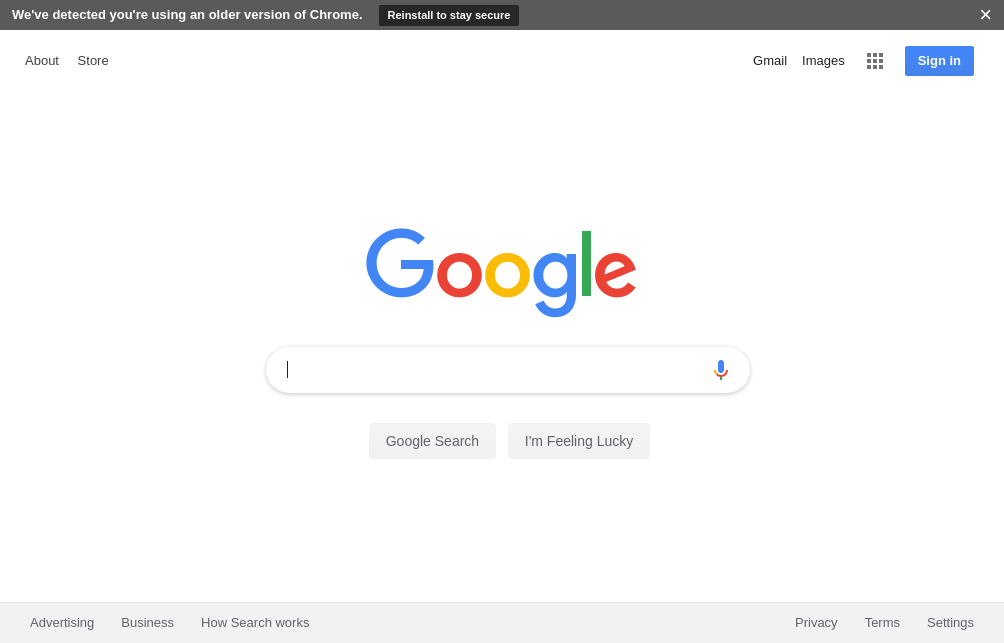 We've detected you're using an older version of Chrome. Reinstall to stay secure
About Store Gmail Images Sign in
Google
Google Search I'm Feeling Lucky
Advertising Business How Search works Privacy Terms Settings